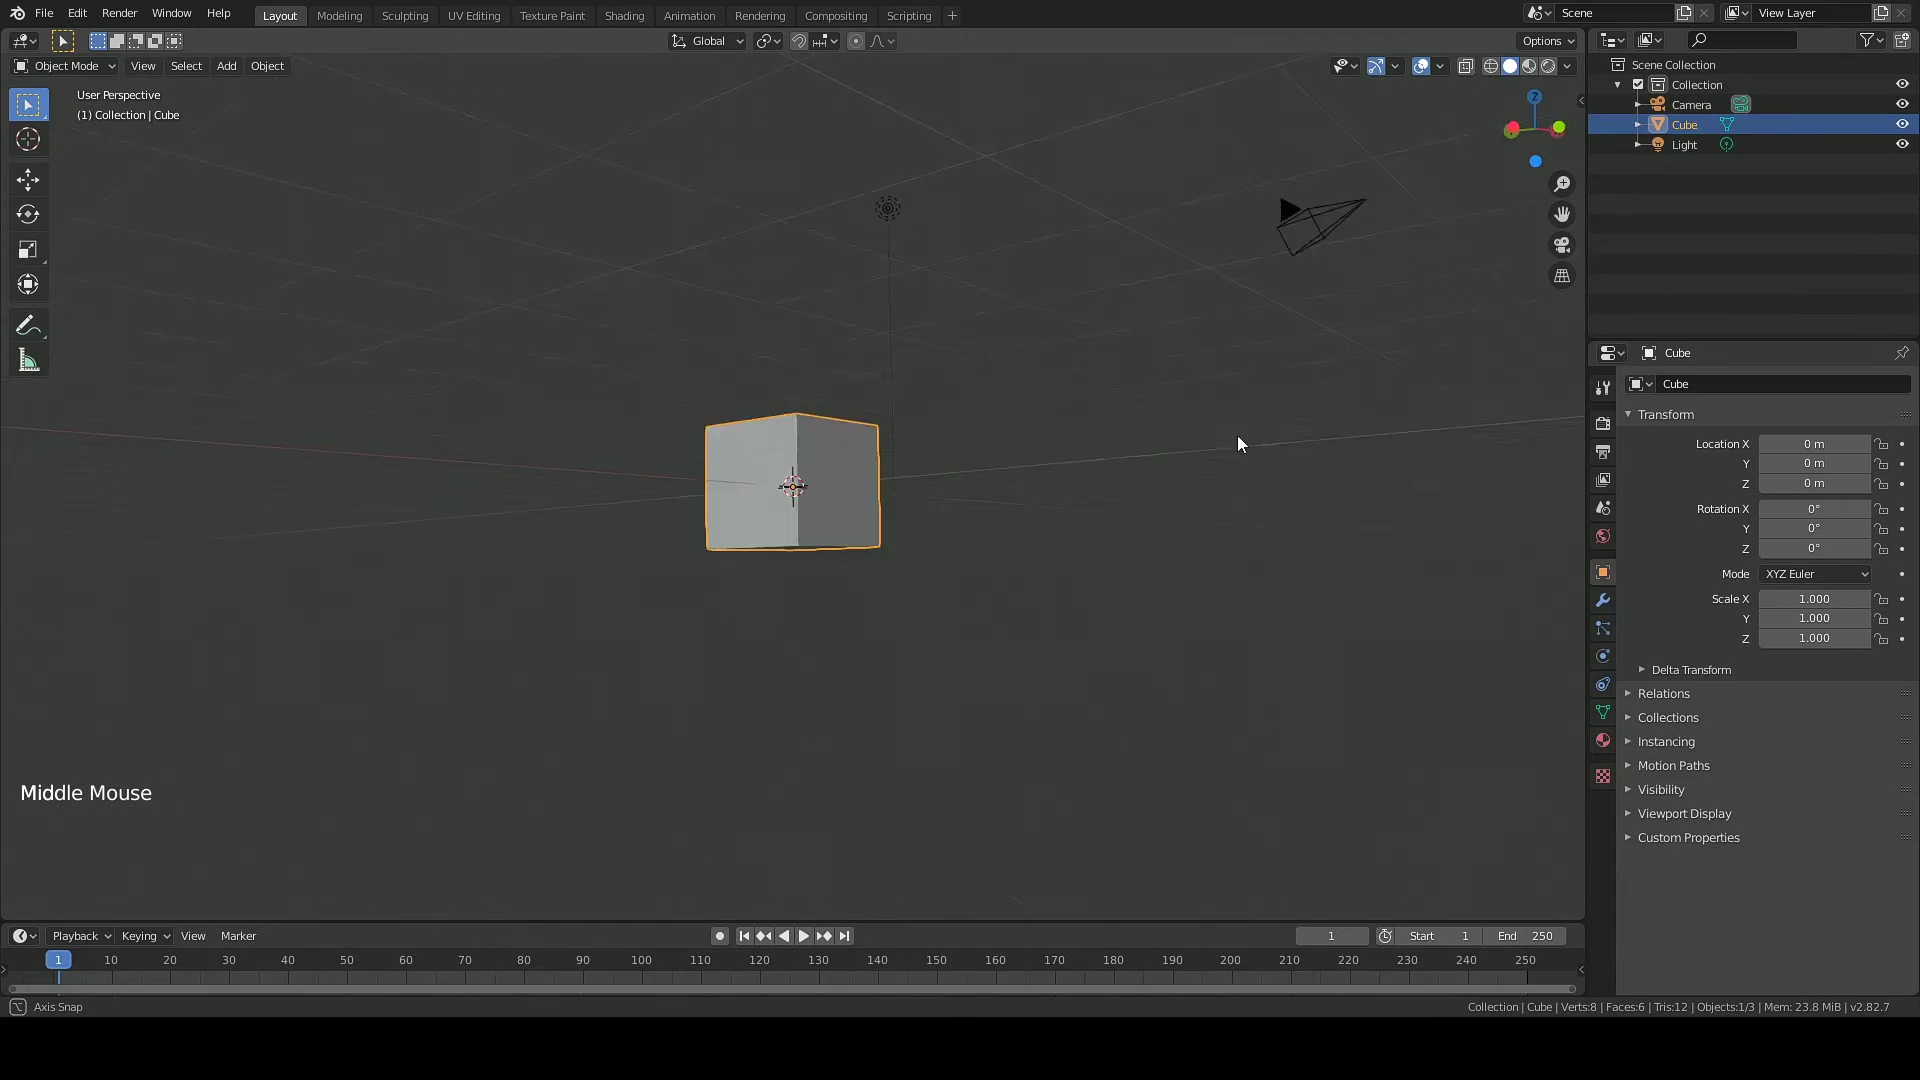 File Edit Render Window Help Layout Modeling Sculpting UV Editing Texture Paint Shading Animation Rendering Compositing Scripting + Scene View Layer
Global Options
Object Mode View Select Add Object
User Perspective
(1) Collection | Cube
Z
Scene Collection
Collection
Camera
Cube
Light
Cube
Cube
Transform
Location X 0 m
Y 0 m
Z 0 m
Rotation X 0°
Y 0°
Z 0°
Mode XYZ Euler
Scale X 1.000
Y 1.000
Z 1.000
Delta Transform
Relations
Collections
Instancing
Motion Paths
Visibility
Viewport Display
Custom Properties
Middle Mouse
Playback Keying View Marker 1 Start 1 End 250
1 10 20 30 40 50 60 70 80 90 100 110 120 130 140 150 160 170 180 190 200 210 220 230 240 250
Axis Snap Collection | Cube | Verts:8 | Faces:6 | Tris:12 | Objects:1/3 | Mem: 23.8 MiB | v2.82.7